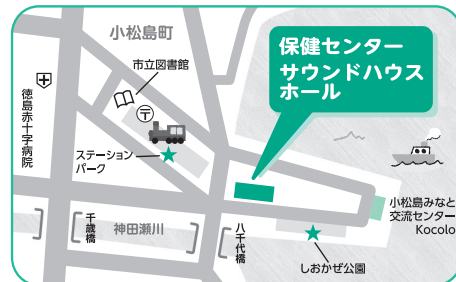 小松島町
市立図書館
〒
徳島赤十字病院
ステーション
パーク
保健センター
サウンドハウス
ホール
小松島みなと
交流センター
Kocolo
千歳橋
神田瀬川
八千代橋
しおかぜ公園